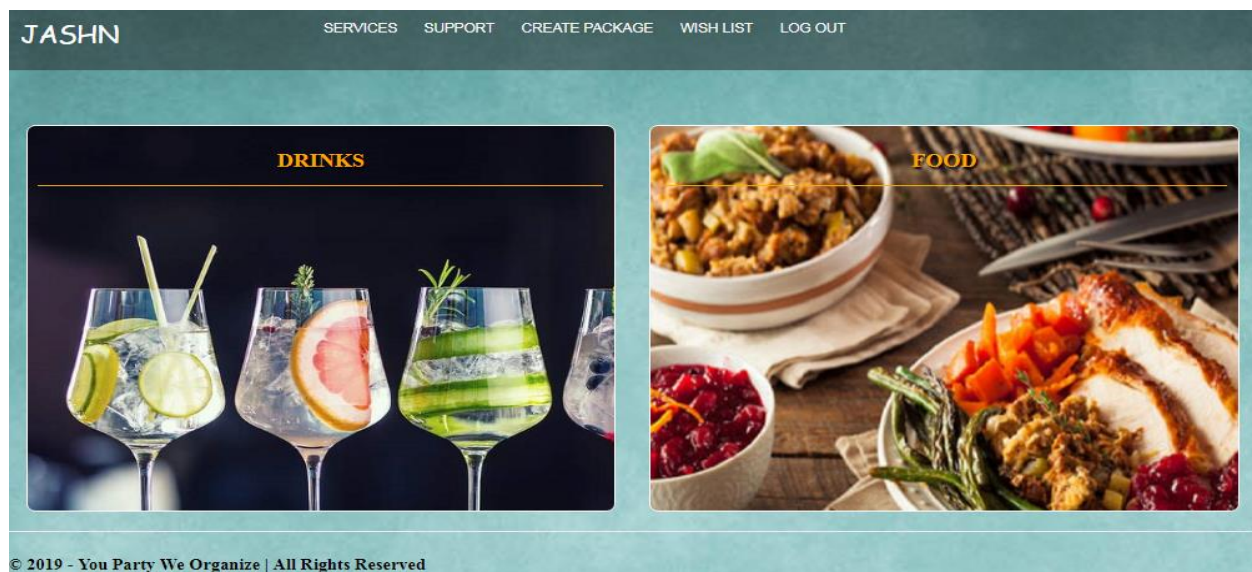 JASHN
SERVICES SUPPORT CREATE PACKAGE WISH LIST LOG OUT
DRINKS
FOOD
© 2019 - You Party We Organize | All Rights Reserved